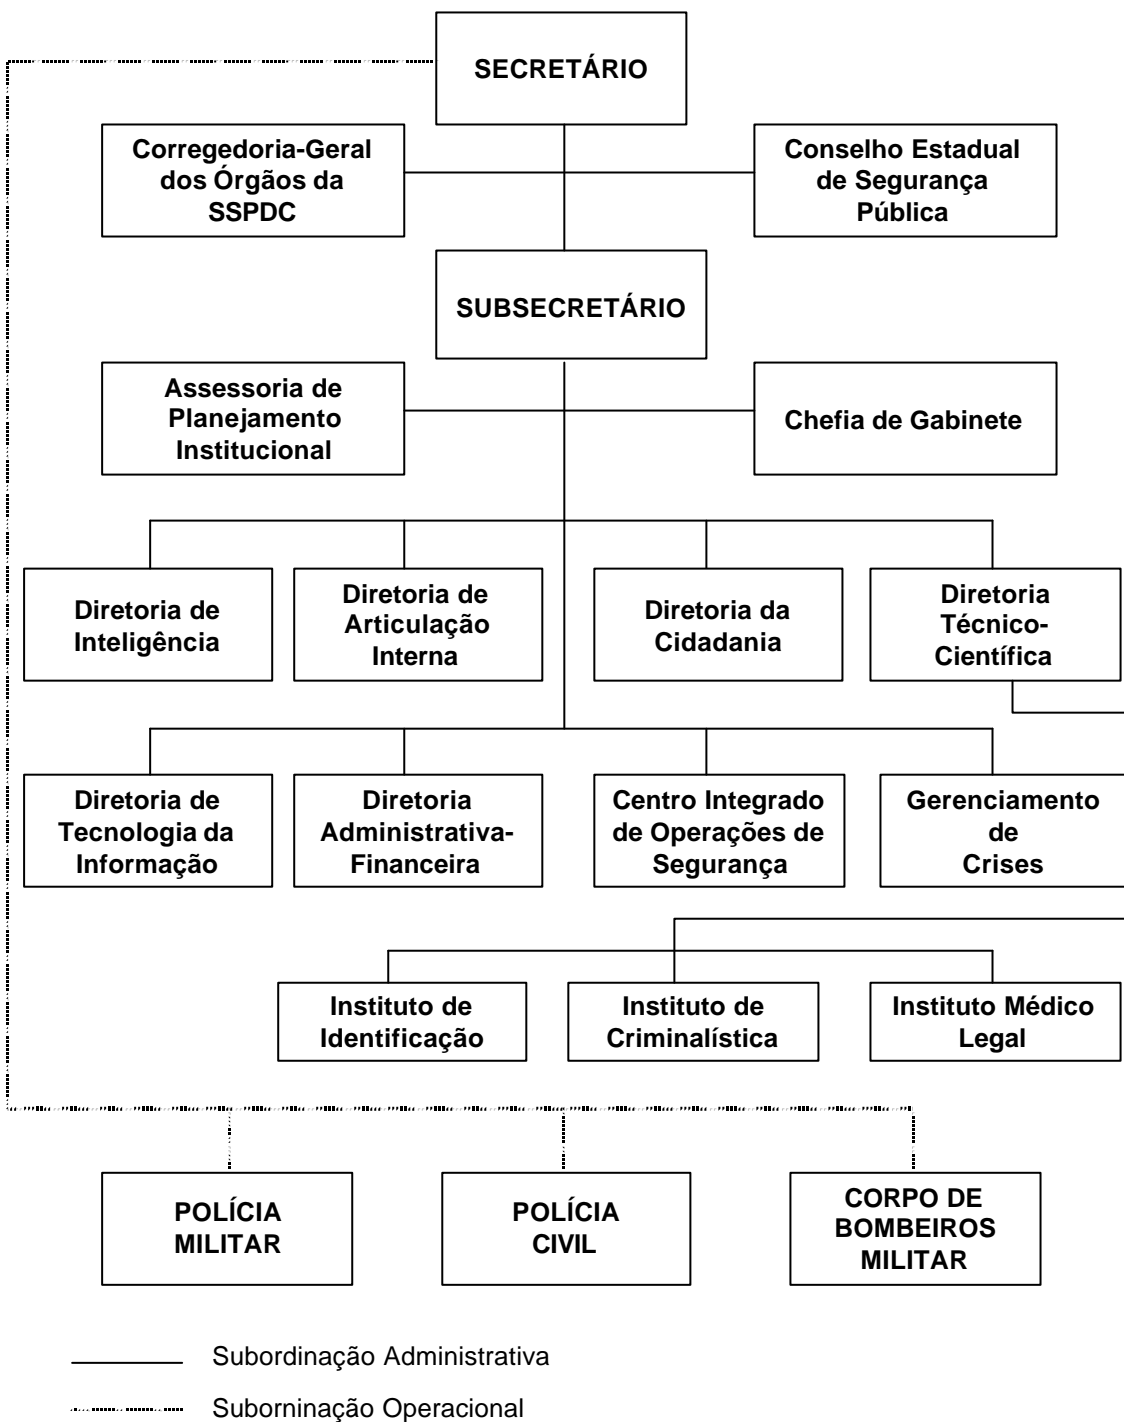 SECRETÁRIO
Corregedoria-Geral
dos Órgãos da
SSPDC
Conselho Estadual
de Segurança
Pública
SUBSECRETÁRIO
Assessoria de
Planejamento
Institucional
Chefia de Gabinete
Diretoria de
Inteligência
Diretoria de
Articulação
Interna
Diretoria da
Cidadania
Diretoria
Técnico-
Científica
Diretoria de
Tecnologia da
Informação
Diretoria
Administrativa-
Financeira
Centro Integrado
de Operações de
Segurança
Gerenciamento
de
Crises
Instituto de
Identificação
Instituto de
Criminalística
Instituto Médico
Legal
POLÍCIA
MILITAR
POLÍCIA
CIVIL
CORPO DE
BOMBEIROS
MILITAR
Subordinação Administrativa
Suborninação Operacional